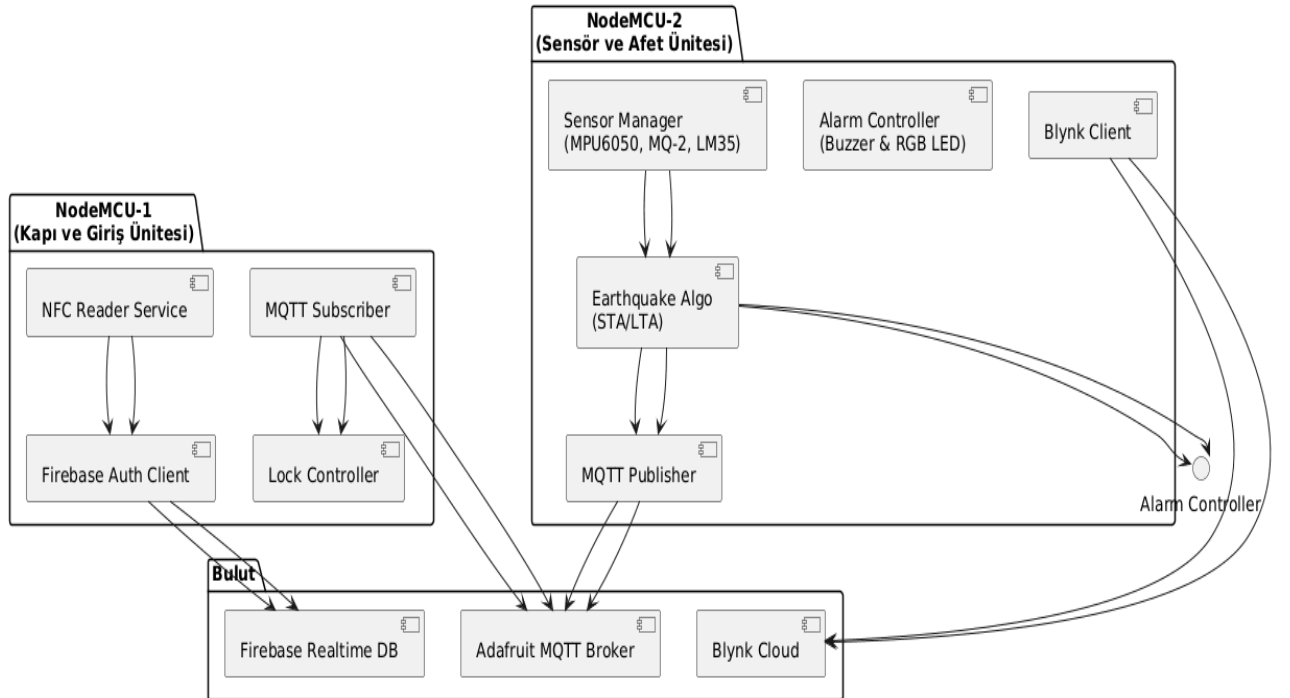 NodeMCU-2
(Sensör ve Afet Ünitesi)
Sensor Manager
(MPU6050, MQ-2, LM35)
Alarm Controller
(Buzzer & RGB LED)
Blynk Client
NodeMCU-1
(Kapı ve Giriş Ünitesi)
NFC Reader Service
MQTT Subscriber
Earthquake Algo
(STA/LTA)
Firebase Auth Client
Lock Controller
MQTT Publisher
Alarm Controller
Bulut
Firebase Realtime DB
Adafruit MQTT Broker
Blynk Cloud